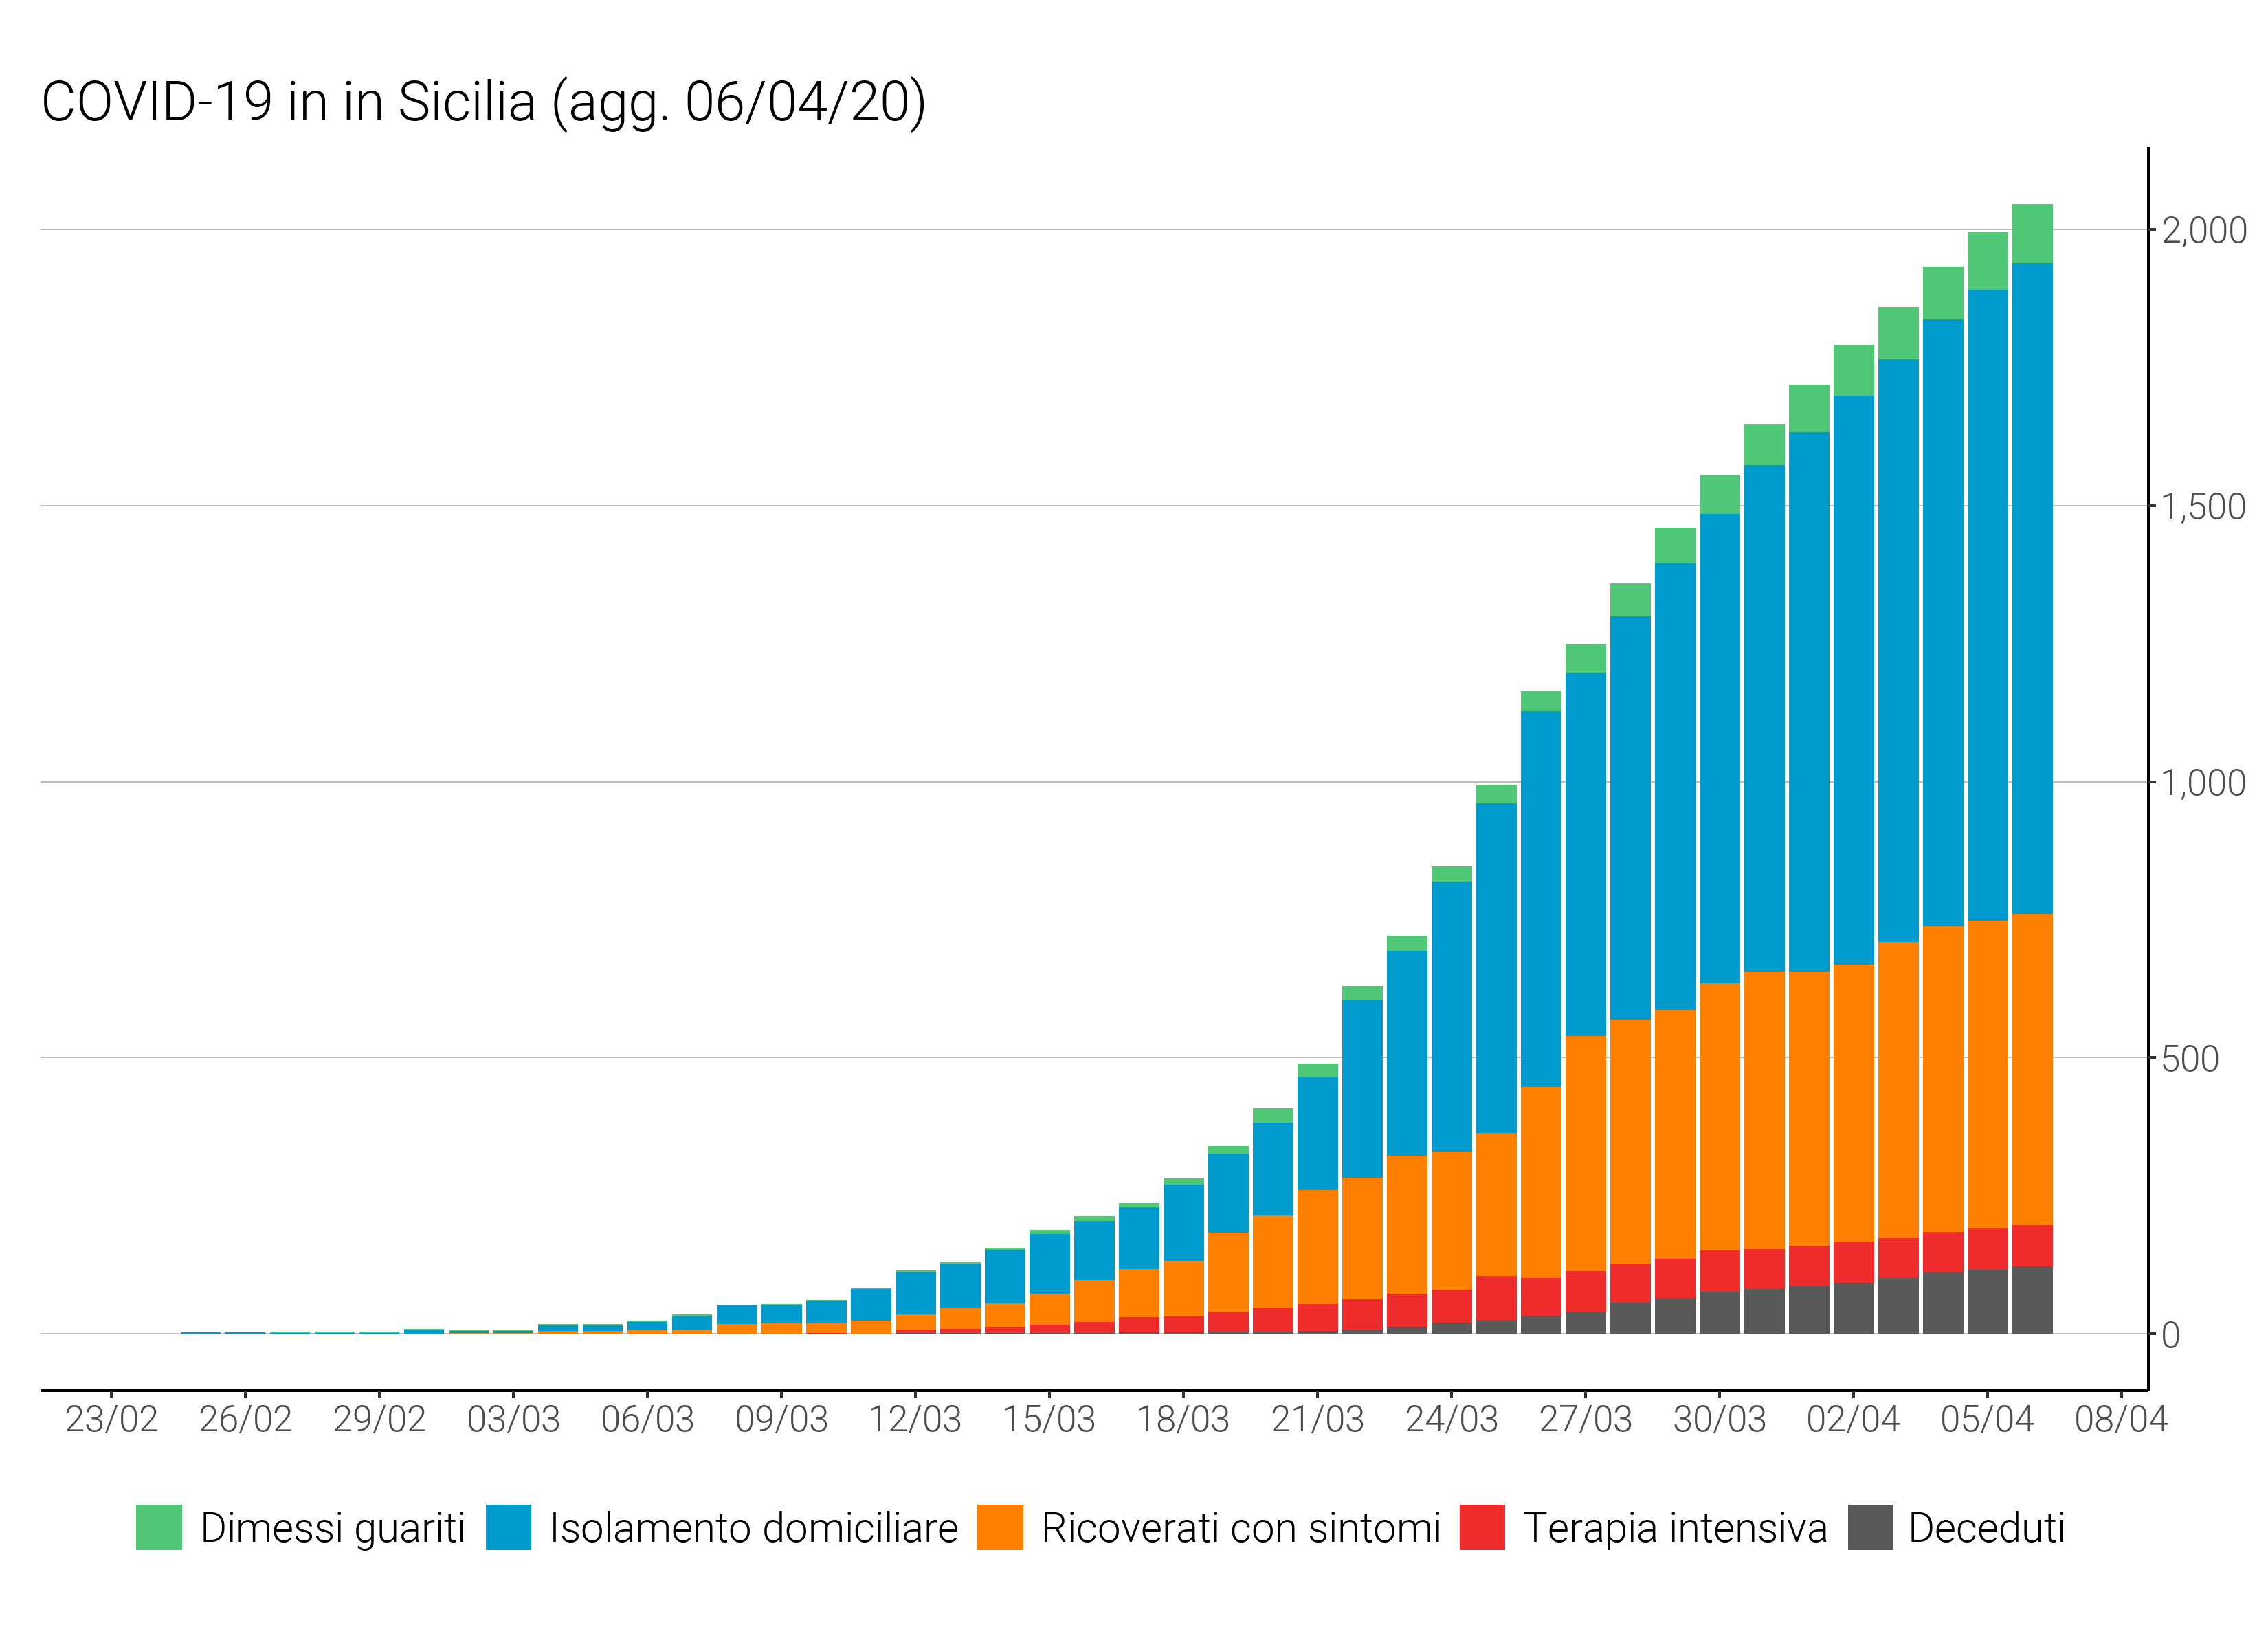 COVID-19 in in Sicilia (agg. 06/04/20)
2,000
1,500
1,000
500
0
23/02 26/02 29/02 03/03 06/03 09/03 12/03 15/03 18/03 21/03 24/03 27/03 30/03 02/04 05/04 08/04
Dimessi guariti Isolamento domiciliare Ricoverati con sintomi Terapia intensiva Deceduti